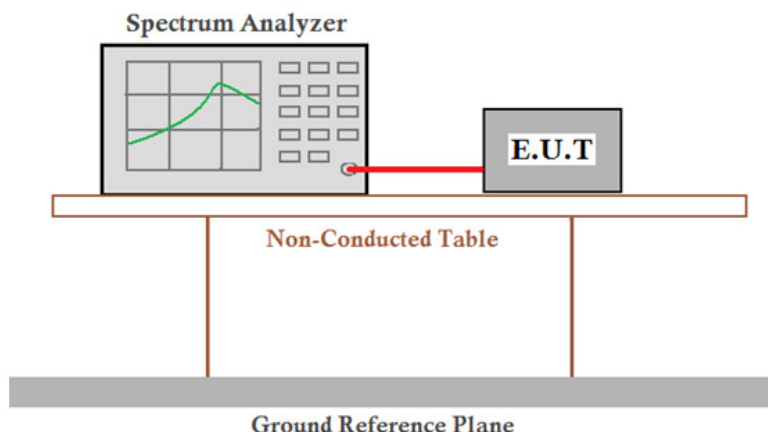 Spectrum Analyzer
E.U.T
Non-Conducted Table
Ground Reference Plane